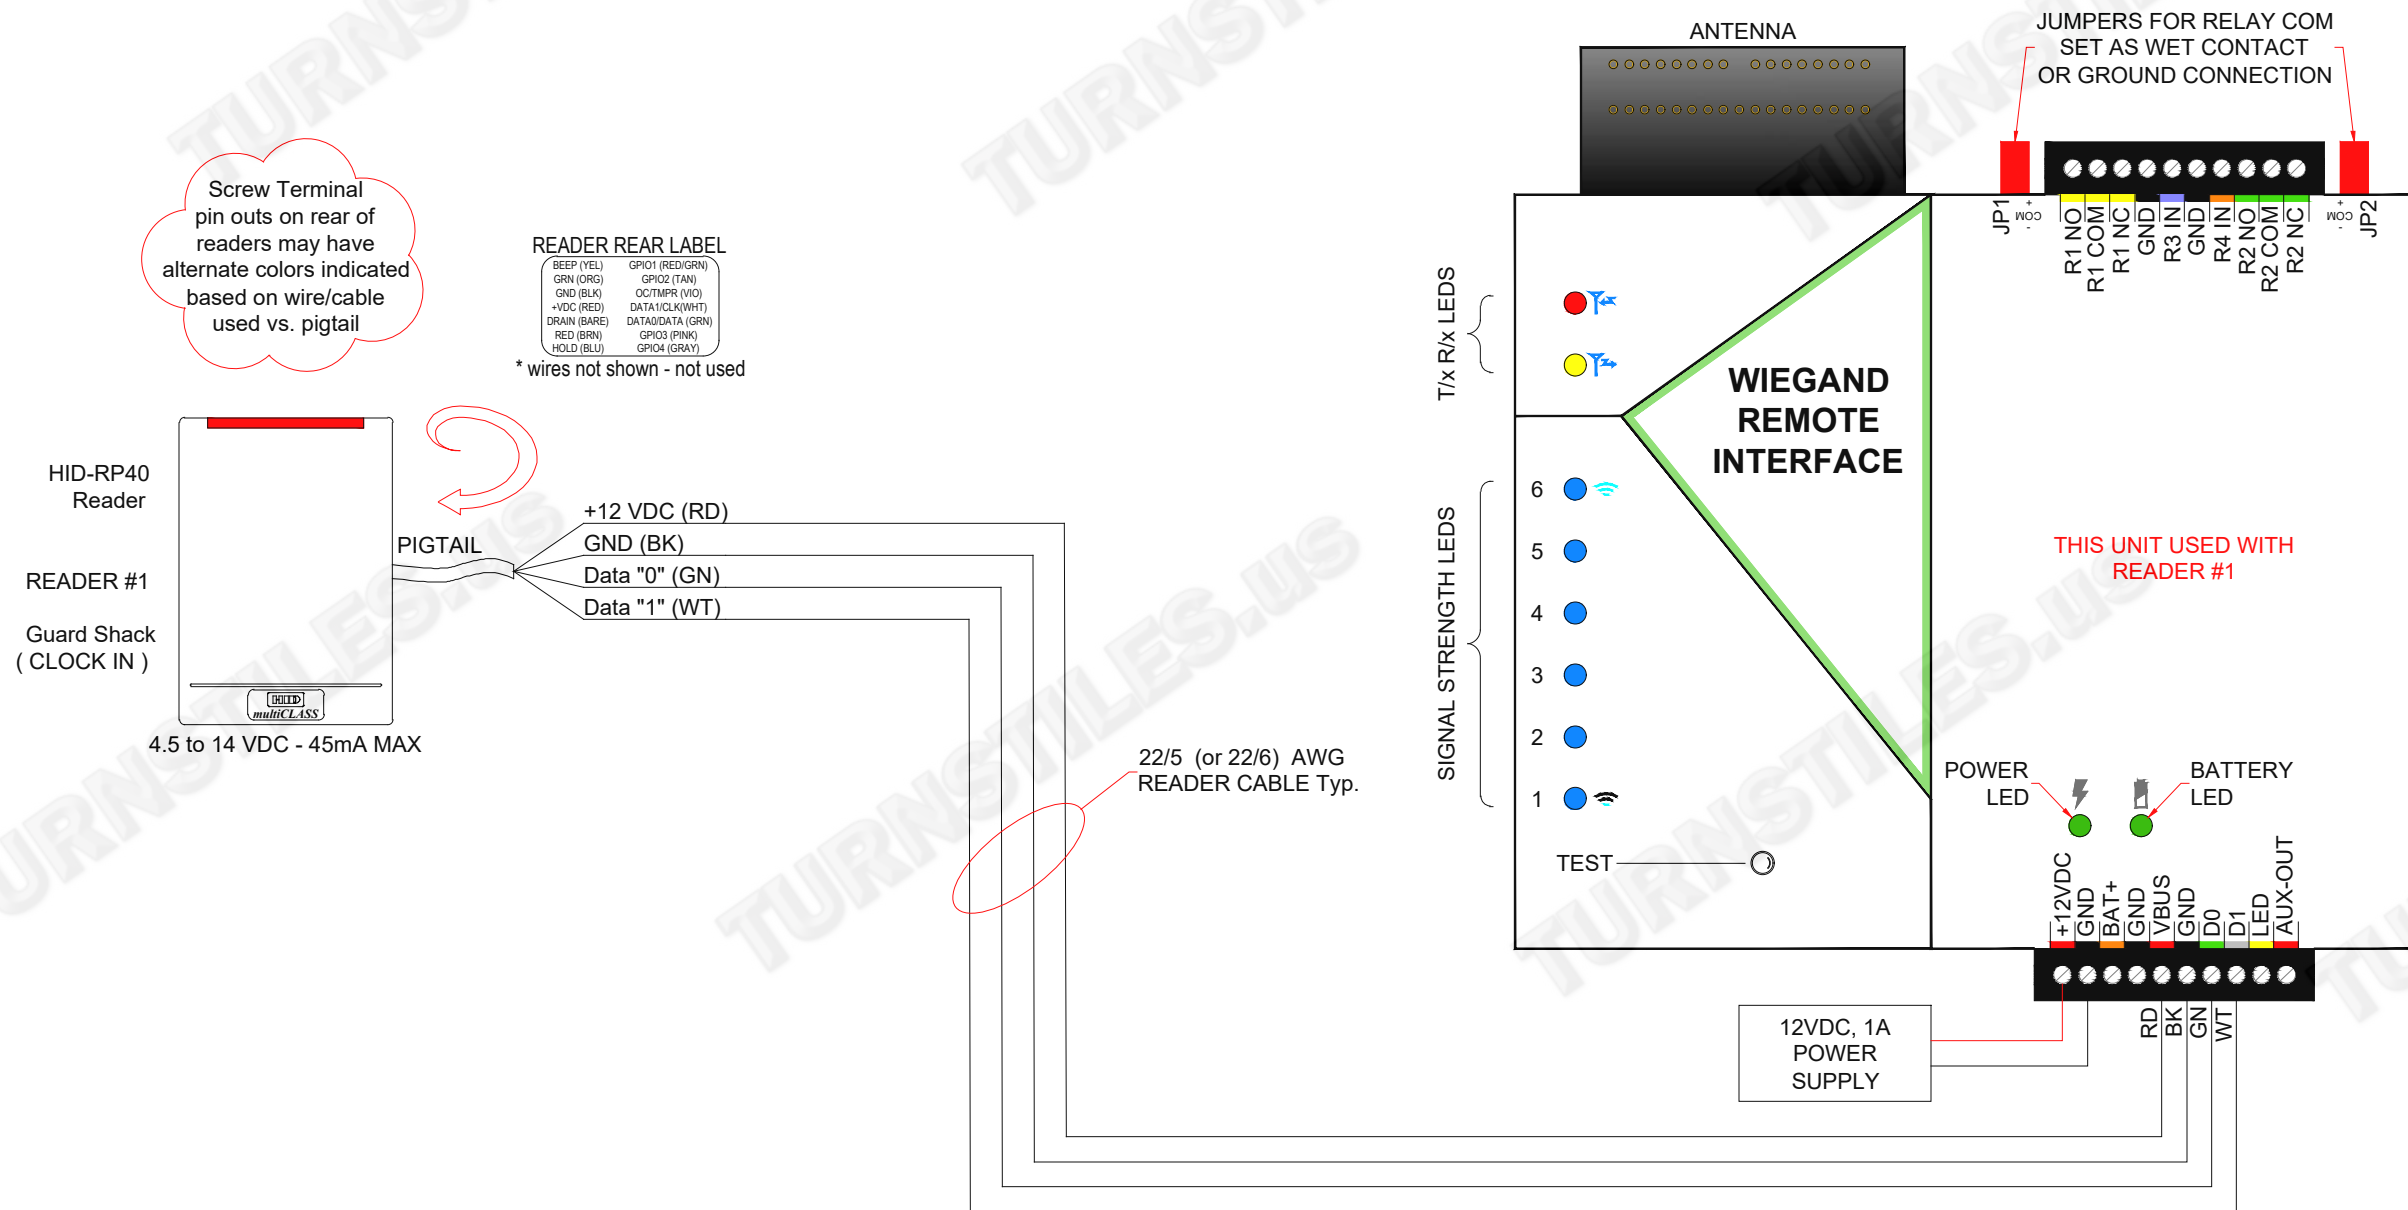 ANTENNA
JUMPERS FOR RELAY COM
SET AS WET CONTACT
OR GROUND CONNECTION
Screw Terminal
pin outs on rear of
readers may have
alternate colors indicated
based on wire/cable
used vs. pigtail
READER REAR LABEL
BEEP (YEL) GPIO1 (RED/GRN)
GRN (ORG) GPIO2 (TAN)
GND (BLK) OC/TMPR (VIO)
+VDC (RED) DATA1/CLK(WHT)
DRAIN (BARE) DATA0/DATA (GRN)
RED (BRN) GPIO3 (PINK)
HOLD (BLU) GPIO4 (GRAY)
* wires not shown - not used
JP1
+ COM -
R1 NO
R1 COM
R1 NC
GND
R3 IN
GND
R4 IN
R2 NO
R2 COM
R2 NC
+ COM -
JP2
T/x R/x LEDS
WIEGAND
REMOTE
INTERFACE
HID-RP40
Reader
READER #1
Guard Shack
( CLOCK IN )
PIGTAIL
+12 VDC (RD)
GND (BK)
Data "0" (GN)
Data "1" (WT)
HID
multiCLASS
4.5 to 14 VDC - 45mA MAX
22/5 (or 22/6) AWG
READER CABLE Typ.
SIGNAL STRENGTH LEDS
6
5
4
3
2
1
TEST
THIS UNIT USED WITH
READER #1
POWER
LED
BATTERY
LED
+12VDC
GND
BAT+
GND
VBUS
GND
D0
D1
LED
AUX-OUT
12VDC, 1A
POWER
SUPPLY
RD
BK
GN
WT
TURNSTILES.us
TURNSTILES.us
TURNSTILES.us